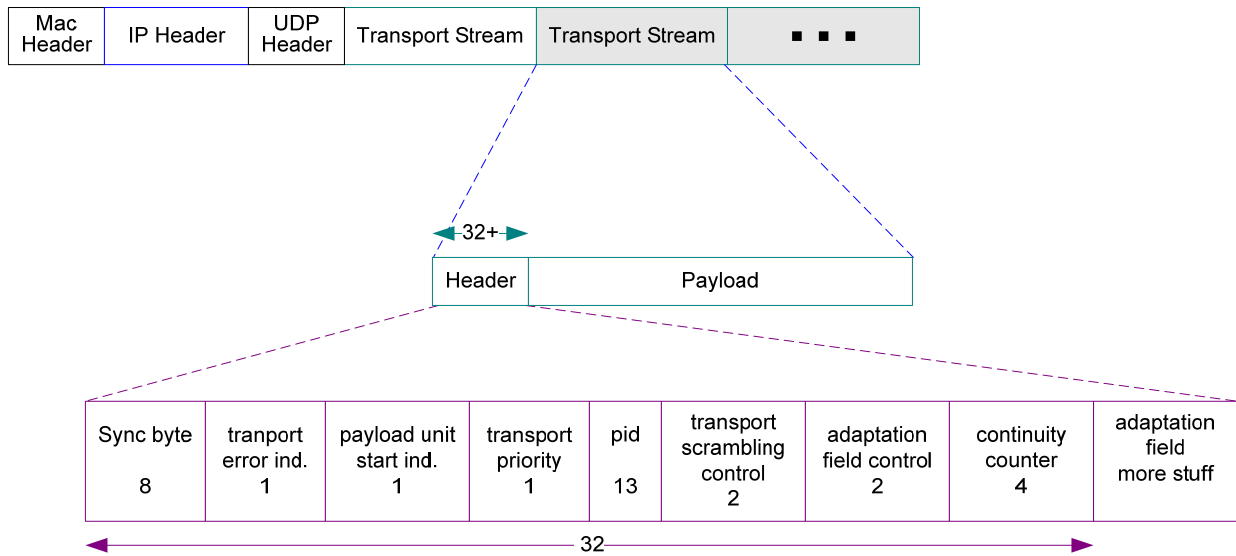 Mac
Header
IP Header
UDP
Header
Transport Stream
Transport Stream
32+
Header
Payload
Sync byte
8
tranport
error ind.
1
payload unit
start ind.
1
transport
priority
1
pid
13
transport
scrambling
control
2
adaptation
field control
2
continuity
counter
4
adaptation
field
more stuff
32